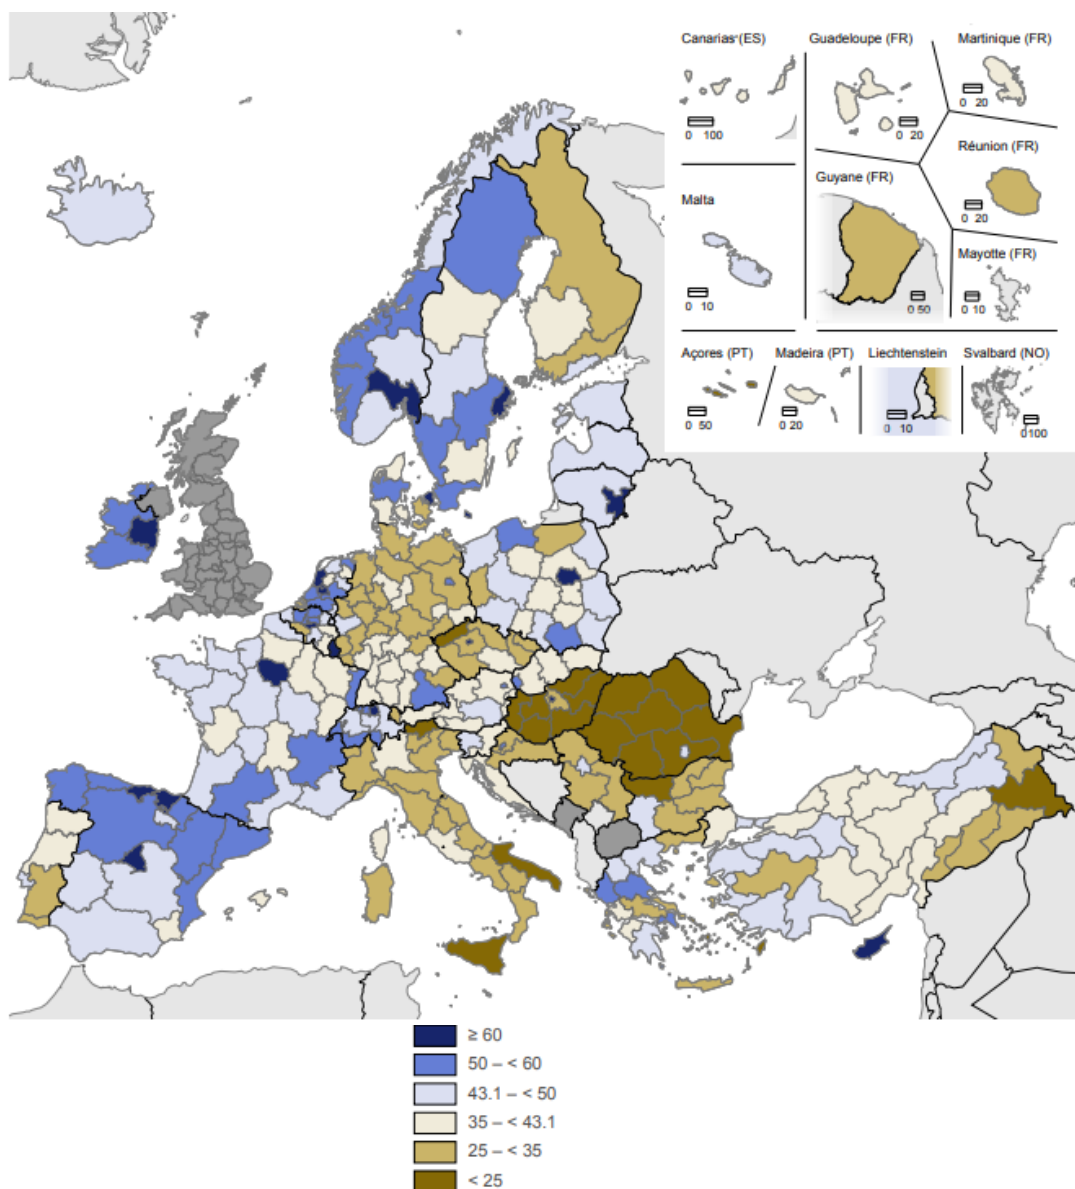 Canarias (ES)
0 100
Guadeloupe (FR)
0 20
Martinique (FR)
0 20
Réunion (FR)
0 20
Guyane (FR)
0 50
Malta
0 10
Mayotte (FR)
0 10
Açores (PT)
0 50
Madeira (PT)
0 20
Liechtenstein
0 10
Svalbard (NO)
0 100
≥ 60
50 – < 60
43.1 – < 50
35 – < 43.1
25 – < 35
< 25